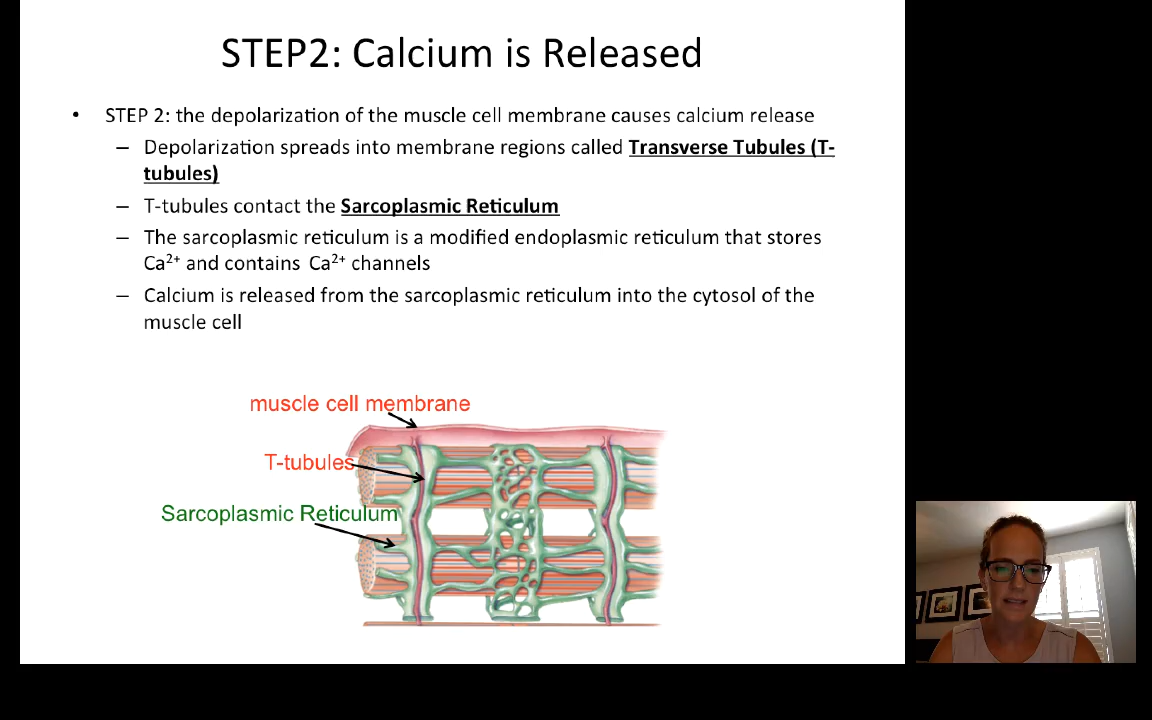 STEP2: Calcium is Released
• STEP 2: the depolarization of the muscle cell membrane causes calcium release
– Depolarization spreads into membrane regions called Transverse Tubules (T-
tubules)
– T-tubules contact the Sarcoplasmic Reticulum
– The sarcoplasmic reticulum is a modified endoplasmic reticulum that stores
Ca²⁺ and contains Ca²⁺ channels
– Calcium is released from the sarcoplasmic reticulum into the cytosol of the
muscle cell
muscle cell membrane
T-tubules
Sarcoplasmic Reticulum